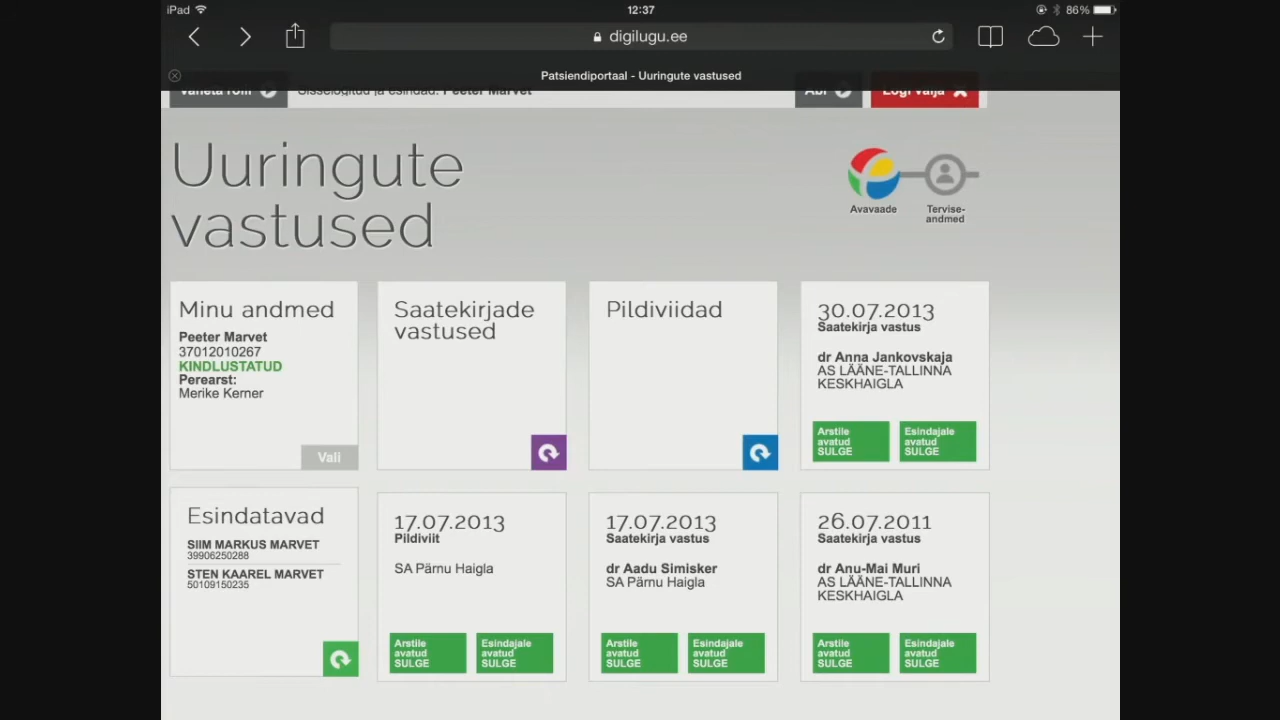 iPad
12:37
86%
digilugu.ee
Patsiendiportaal - Uuringute vastused
Vaheta rolli
Sisselogitud ja esindad: Peeter Marvet
Abi
Logi välja
Uuringute
vastused
Avavaade
Tervise-
andmed
Minu andmed
Peeter Marvet
37012010267
KINDLUSTATUD
Perearst:
Merike Kerner
Vali
Saatekirjade
vastused
Pildiviidad
30.07.2013
Saatekirja vastus
dr Anna Jankovskaja
AS LÄÄNE-TALLINNA
KESKHAIGLA
Arstile
avatud
SULGE
Esindajale
avatud
SULGE
Esindatavad
SIIM MARKUS MARVET
39906250288
STEN KAAREL MARVET
50109150235
17.07.2013
Pildiviit
SA Pärnu Haigla
Arstile
avatud
SULGE
Esindajale
avatud
SULGE
17.07.2013
Saatekirja vastus
dr Aadu Simisker
SA Pärnu Haigla
Arstile
avatud
SULGE
Esindajale
avatud
SULGE
26.07.2011
Saatekirja vastus
dr Anu-Mai Muri
AS LÄÄNE-TALLINNA
KESKHAIGLA
Arstile
avatud
SULGE
Esindajale
avatud
SULGE